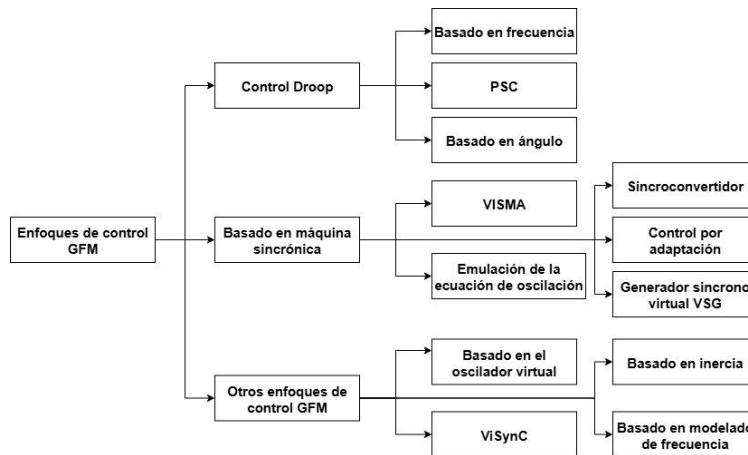 Basado en frecuencia
Control Droop
PSC
Basado en ángulo
Sincroconvertidor
VISMA
Enfoques de control
GFM
Basado en máquina
sincrónica
Control por
adaptación
Emulación de la
ecuación de oscilación
Generador sincrono
virtual VSG
Basado en el
oscilador virtual
Basado en inercia
Otros enfoques de
control GFM
ViSynC
Basado en modelado
de frecuencia